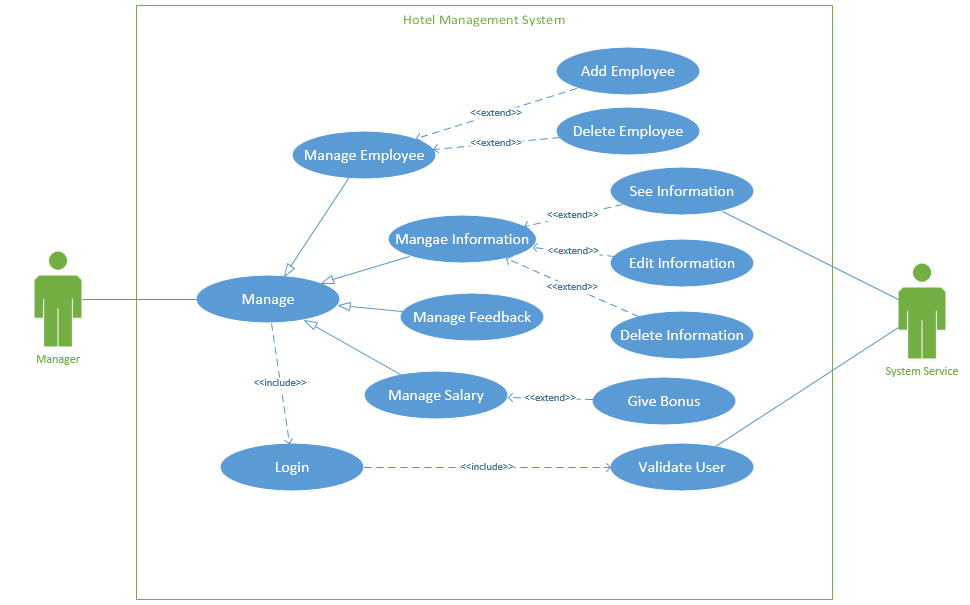 Hotel Management System
Add Employee
<<extend>>
Delete Employee
<<extend>>
Manage Employee
See Information
<<extend>>
Mangae Information
<<extend>>
Edit Information
<<extend>>
Manage
Manage Feedback
Delete Information
Manager
System Service
<<include>>
Manage Salary
<<extend>>
Give Bonus
Login
<<include>>
Validate User